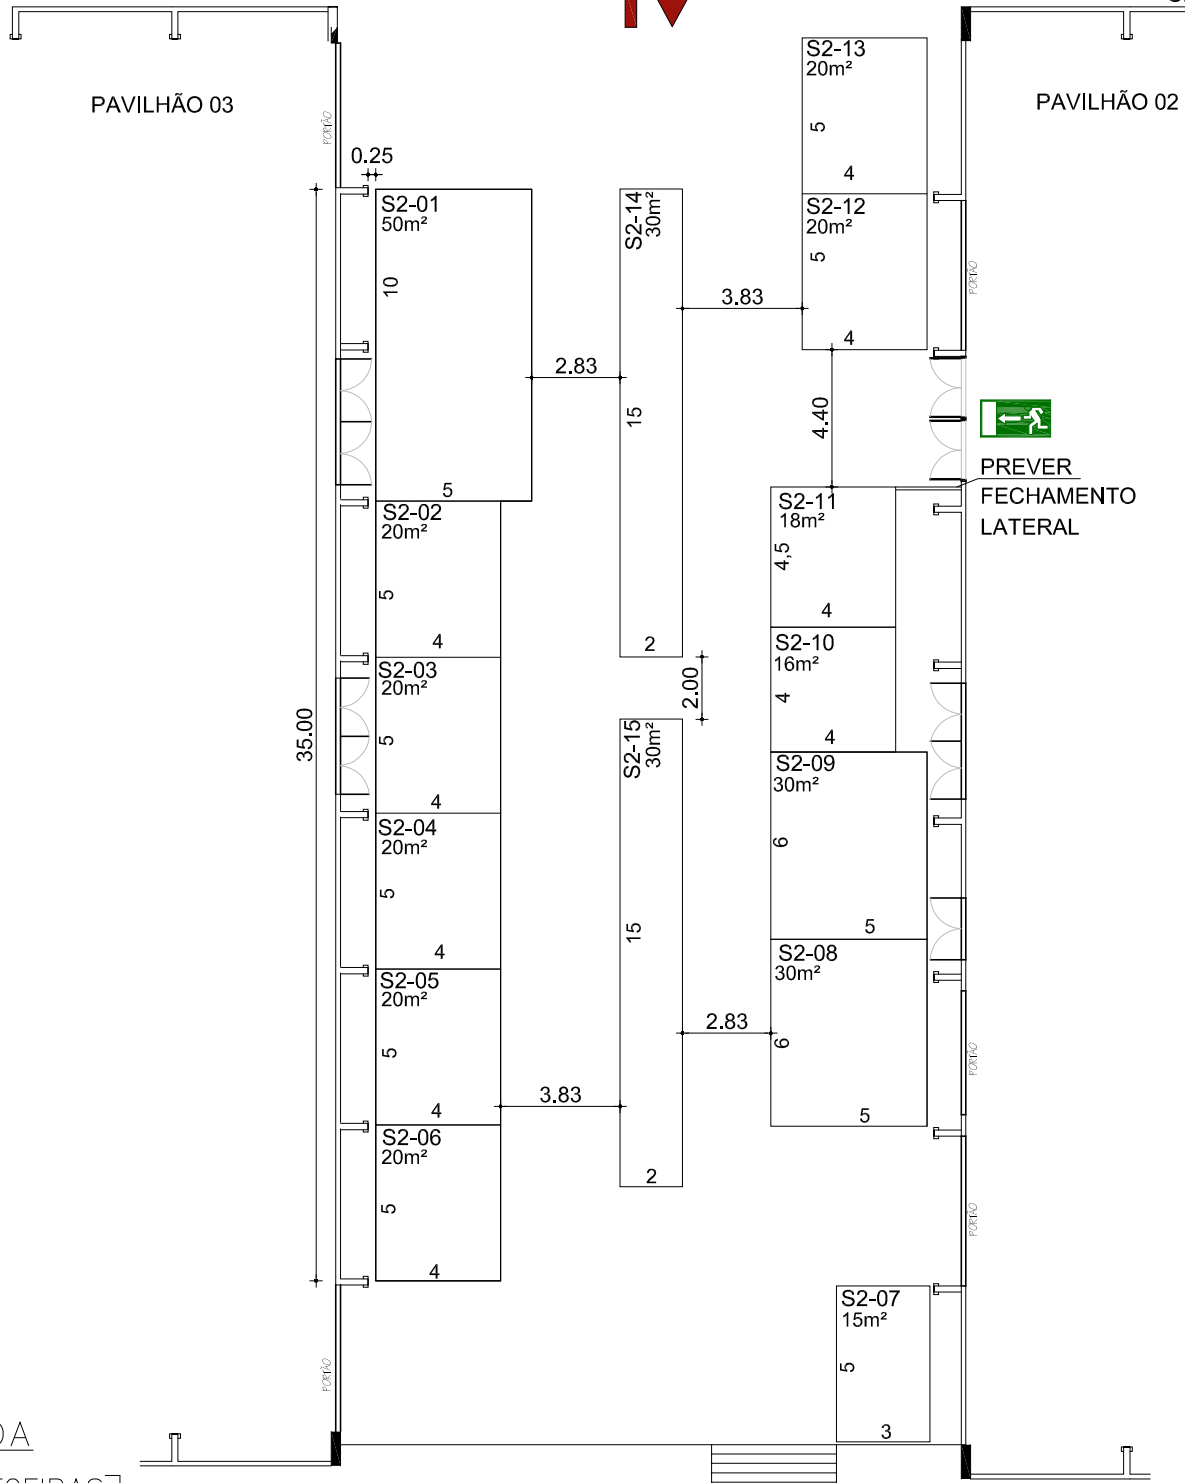 PAVILHÃO 03
PAVILHÃO 02
PORTÃO
0.25
35.00
S2-01
50m²
10
5
S2-02
20m²
5
4
S2-03
20m²
5
4
S2-04
20m²
5
4
S2-05
20m²
5
4
S2-06
20m²
5
4
PORTÃO
2.83
3.83
S2-14
30m²
15
2
2.00
S2-15
30m²
15
2
3.83
2.83
S2-13
20m²
5
4
S2-12
20m²
5
4
4.40
S2-11
18m²
4,5
4
S2-10
16m²
4
4
S2-09
30m²
6
5
S2-08
30m²
6
5
S2-07
15m²
5
3
PORTÃO
PREVER
FECHAMENTO
LATERAL
PORTÃO
PORTÃO